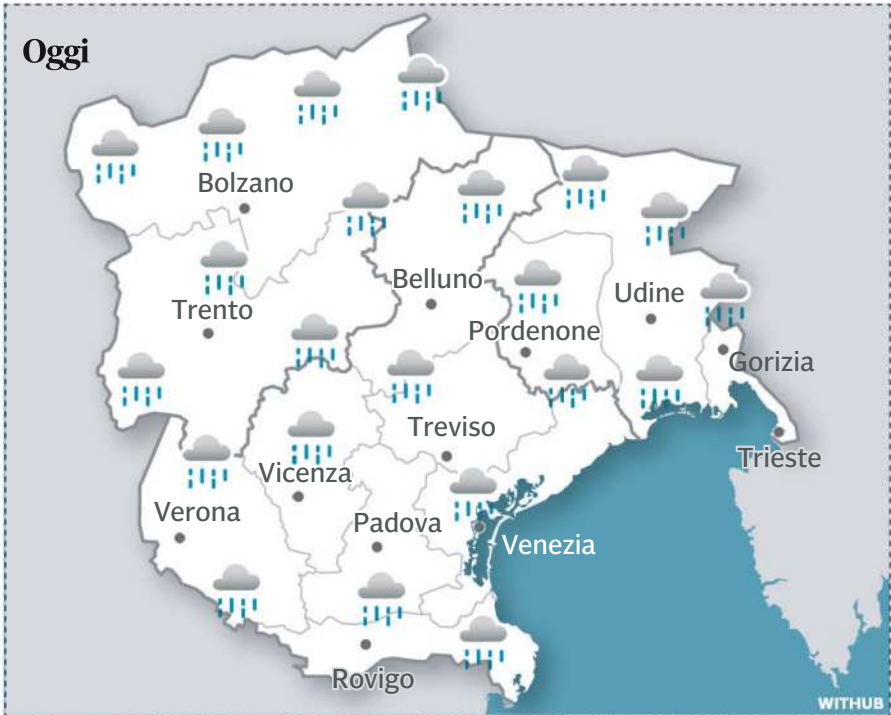 Oggi
Bolzano
Belluno
Udine
Trento
Pordenone
Gorizia
Treviso
Trieste
Vicenza
Verona
Padova
Venezia
Rovigo
WITHUB